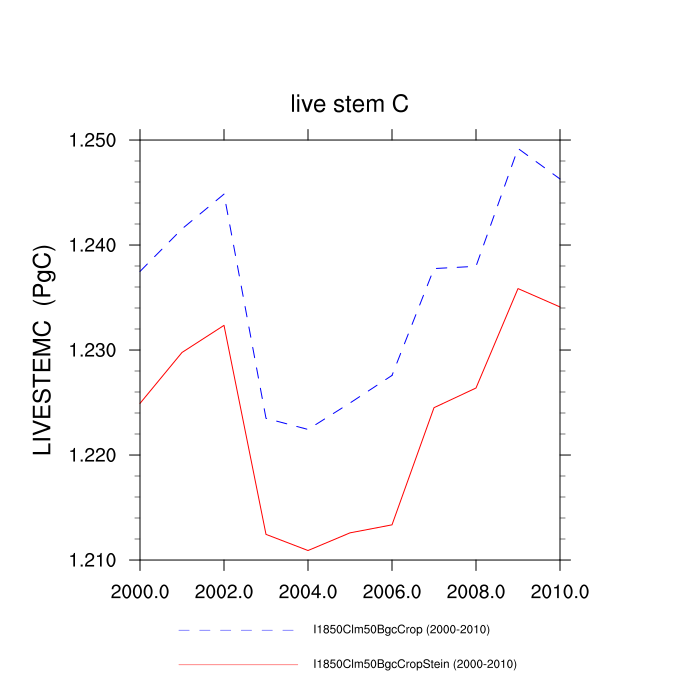 live stem C
LIVESTEMC (PgC)
1.250
1.240
1.230
1.220
1.210
2000.0 2002.0 2004.0 2006.0 2008.0 2010.0
I1850Clm50BgcCrop (2000-2010)
I1850Clm50BgcCropStein (2000-2010)